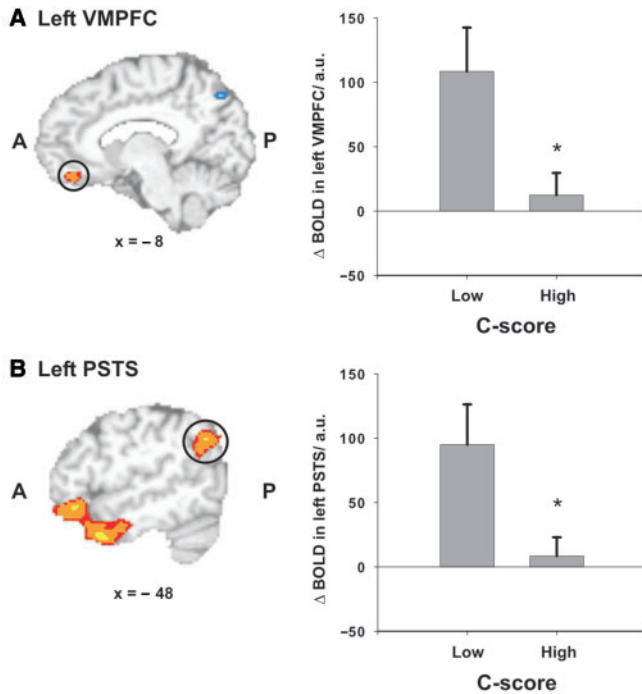 A Left VMPFC
A
P
x = – 8
Δ BOLD in left VMPFC/ a.u.
150
100
50
0
−50
Low High
C-score
*
B Left PSTS
A
P
x = – 48
Δ BOLD in left PSTS/ a.u.
150
100
50
0
−50
Low High
C-score
*